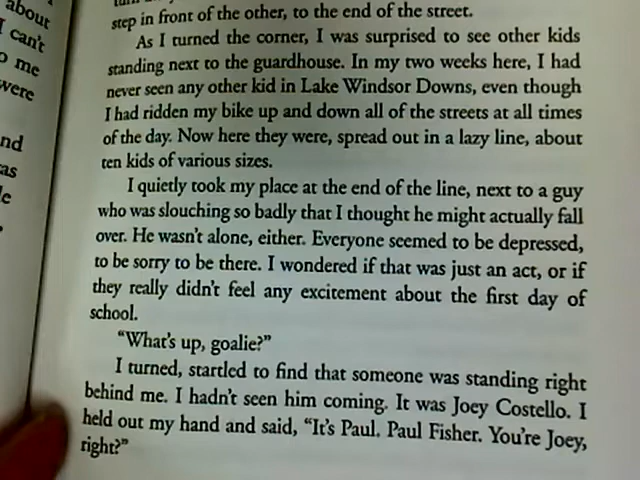 about
I can't
o me
were
nd
as
step in front of the other, to the end of the street.
As I turned the corner, I was surprised to see other kids
standing next to the guardhouse. In my two weeks here, I had
never seen any other kid in Lake Windsor Downs, even though
I had ridden my bike up and down all of the streets at all times
of the day. Now here they were, spread out in a lazy line, about
ten kids of various sizes.
I quietly took my place at the end of the line, next to a guy
who was slouching so badly that I thought he might actually fall
over. He wasn't alone, either. Everyone seemed to be depressed,
to be sorry to be there. I wondered if that was just an act, or if
they really didn't feel any excitement about the first day of
school.
“What's up, goalie?”
I turned, startled to find that someone was standing right
behind me. I hadn't seen him coming. It was Joey Costello. I
held out my hand and said, “It's Paul. Paul Fisher. You're Joey,
right?”